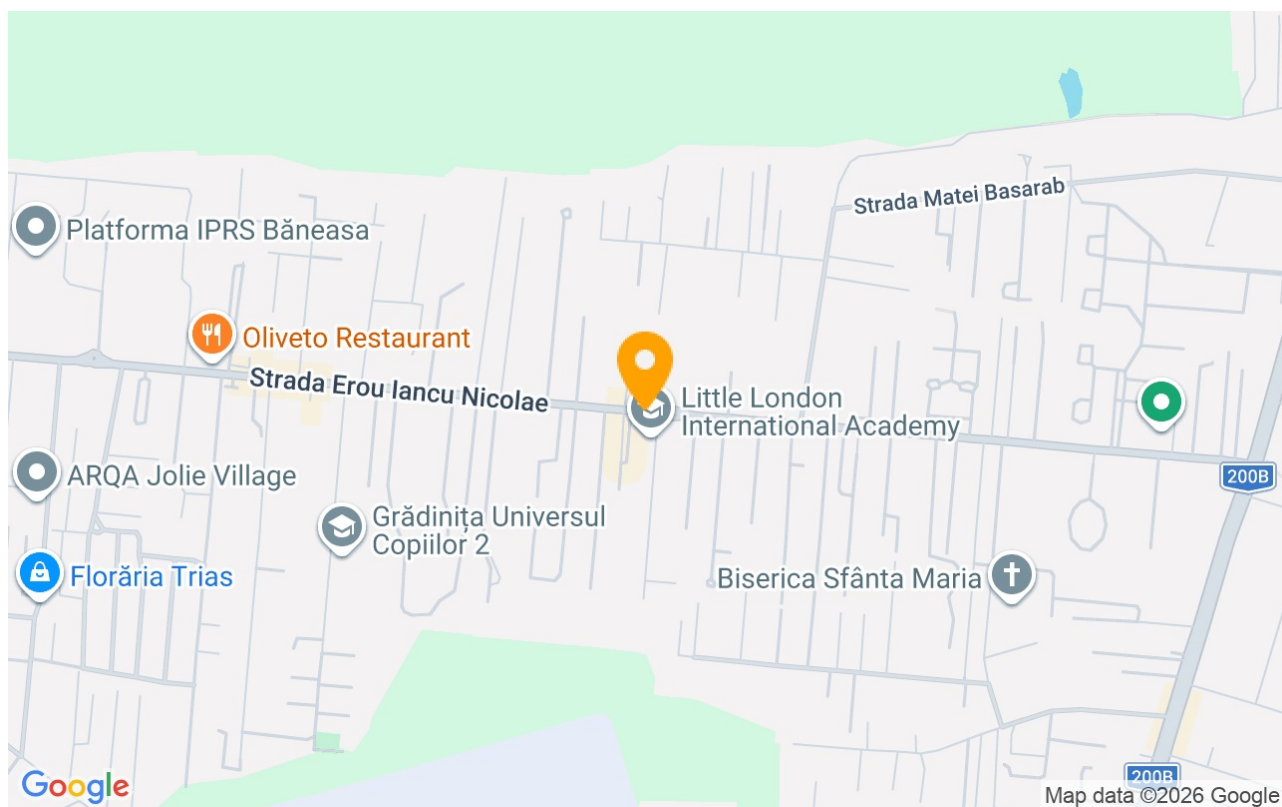 Strada Matei Basarab
Platforma IPRS Băneasa
Oliveto Restaurant
Strada Erou Iancu Nicolae
Little London
International Academy
ARQA Jolie Village
200B
Grădinița Universul
Copiilor 2
Florăria Trias
Biserica Sfânta Maria
200B
Google
Map data ©2026 Google